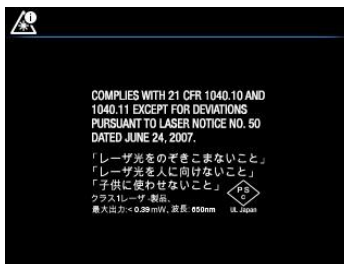 COMPLIES WITH 21 CFR 1040.10 AND
1040.11 EXCEPT FOR DEVIATIONS
PURSUANT TO LASER NOTICE NO. 50
DATED JUNE 24, 2007.
「レーザ光をのぞきこまないこと」
「レーザ光を人に向けないこと」
「子供に使わせないこと」
クラス1レーザ-製品、
最大出力:< 0.39 mW, 波長: 650nm
PS
C
UL Japan